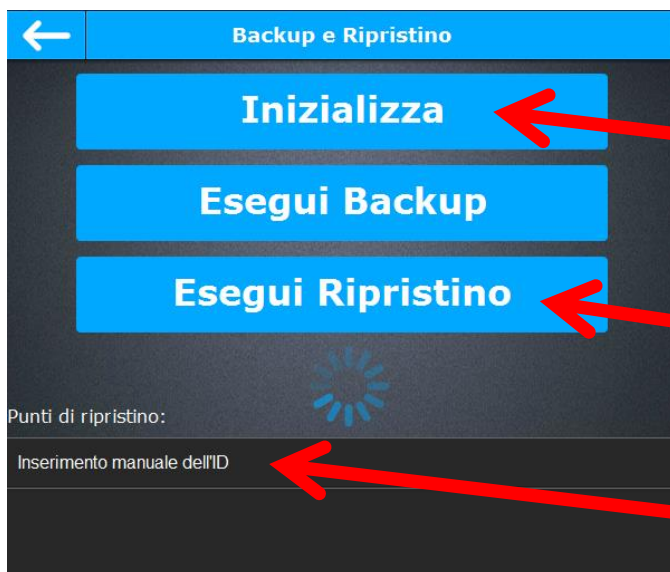 Backup e Ripristino
Inizializza
Esegui Backup
Esegui Ripristino
Punti di ripristino:
Inserimento manuale dell'ID